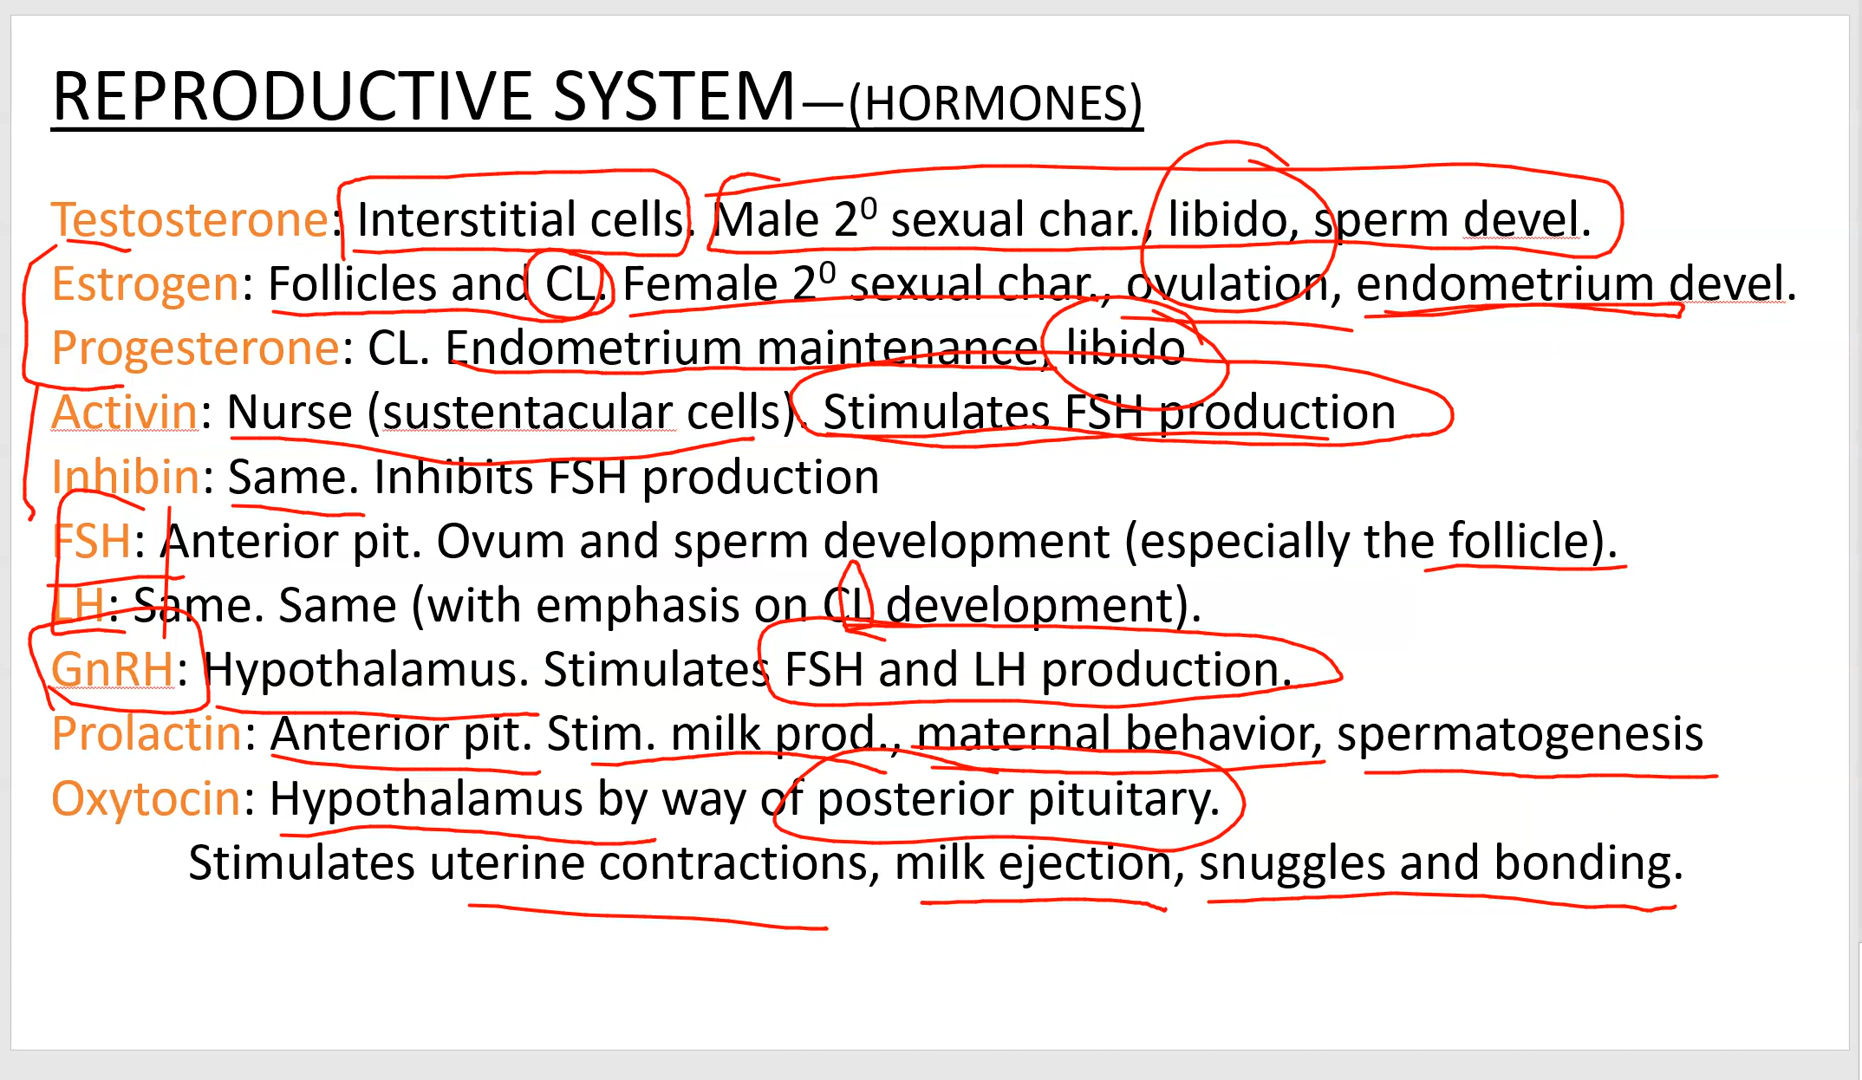 REPRODUCTIVE SYSTEM—(HORMONES)
Testosterone: Interstitial cells. Male 2⁰ sexual char., libido, sperm devel.
Estrogen: Follicles and CL. Female 2⁰ sexual char., ovulation, endometrium devel.
Progesterone: CL. Endometrium maintenance, libido
Activin: Nurse (sustentacular cells). Stimulates FSH production
Inhibin: Same. Inhibits FSH production
FSH: Anterior pit. Ovum and sperm development (especially the follicle).
LH: Same. Same (with emphasis on CL development).
GnRH: Hypothalamus. Stimulates FSH and LH production.
Prolactin: Anterior pit. Stim. milk prod., maternal behavior, spermatogenesis
Oxytocin: Hypothalamus by way of posterior pituitary.
Stimulates uterine contractions, milk ejection, snuggles and bonding.